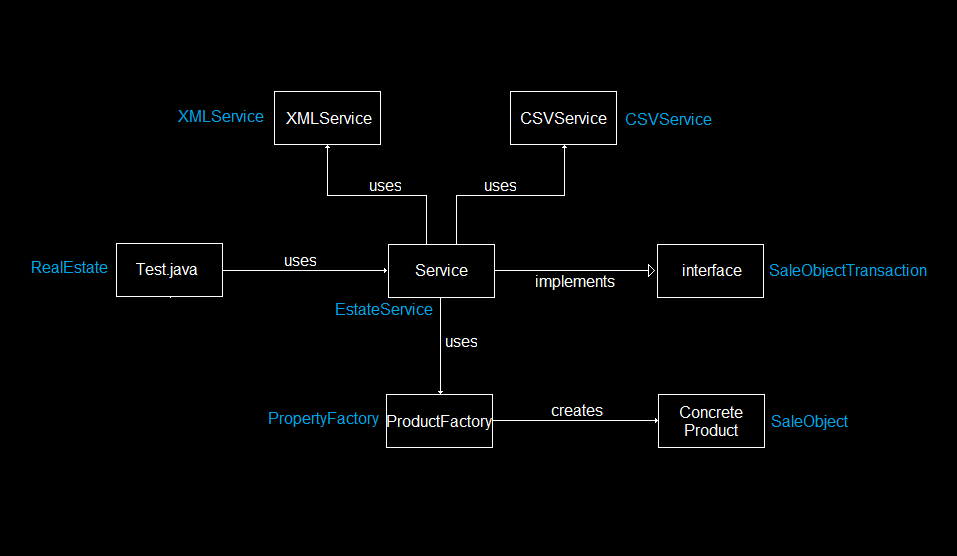 XMLService
XMLService
CSVService
CSVService
uses
uses
RealEstate
Test.java
uses
Service
implements
interface
SaleObjectTransaction
EstateService
uses
PropertyFactory
ProductFactory
creates
Concrete
Product
SaleObject